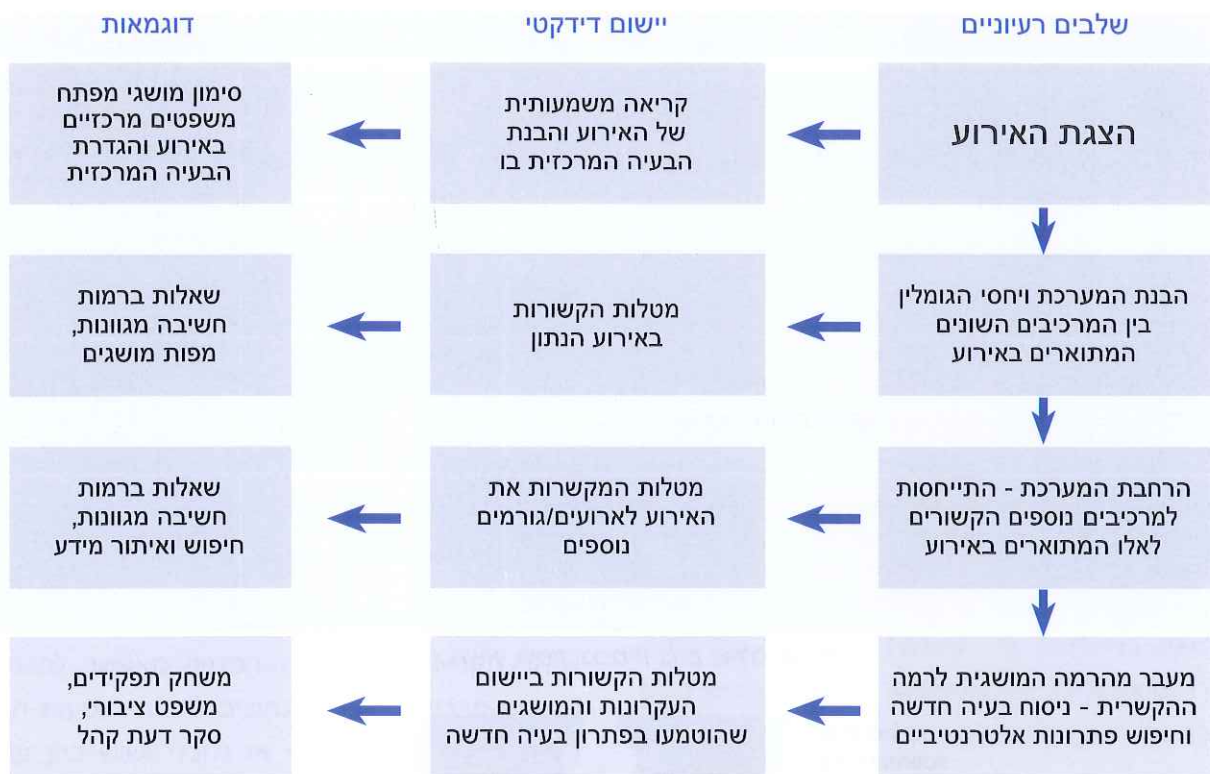 שלבים רעיוניים
יישום דידקטי
דוגמאות
הצגת האירוע
קריאה משמעותית
של האירוע והבנת
הבעיה המרכזית בו
סימון מושגי מפתח
משפטים מרכזיים
באירוע והגדרת
הבעיה המרכזית
הבנת המערכת ויחסי הגומלין
בין המרכיבים השונים
המתוארים באירוע
מטלות הקשורות
באירוע הנתון
שאלות ברמות
חשיבה מגוונות,
מפות מושגים
הרחבת המערכת - התייחסות
למרכיבים נוספים הקשורים
לאלו המתוארים באירוע
מטלות המקשרות את
האירוע לארועים/גורמים
נוספים
שאלות ברמות
חשיבה מגוונות,
חיפוש ואיתור מידע
מעבר מהרמה המושגית לרמה
ההקשרית - ניסוח בעיה חדשה
וחיפוש פתרונות אלטרנטיביים
מטלות הקשורות ביישום
העקרונות והמושגים
שהוטמעו בפתרון בעיה חדשה
משחק תפקידים,
משפט ציבורי,
סקר דעת קהל